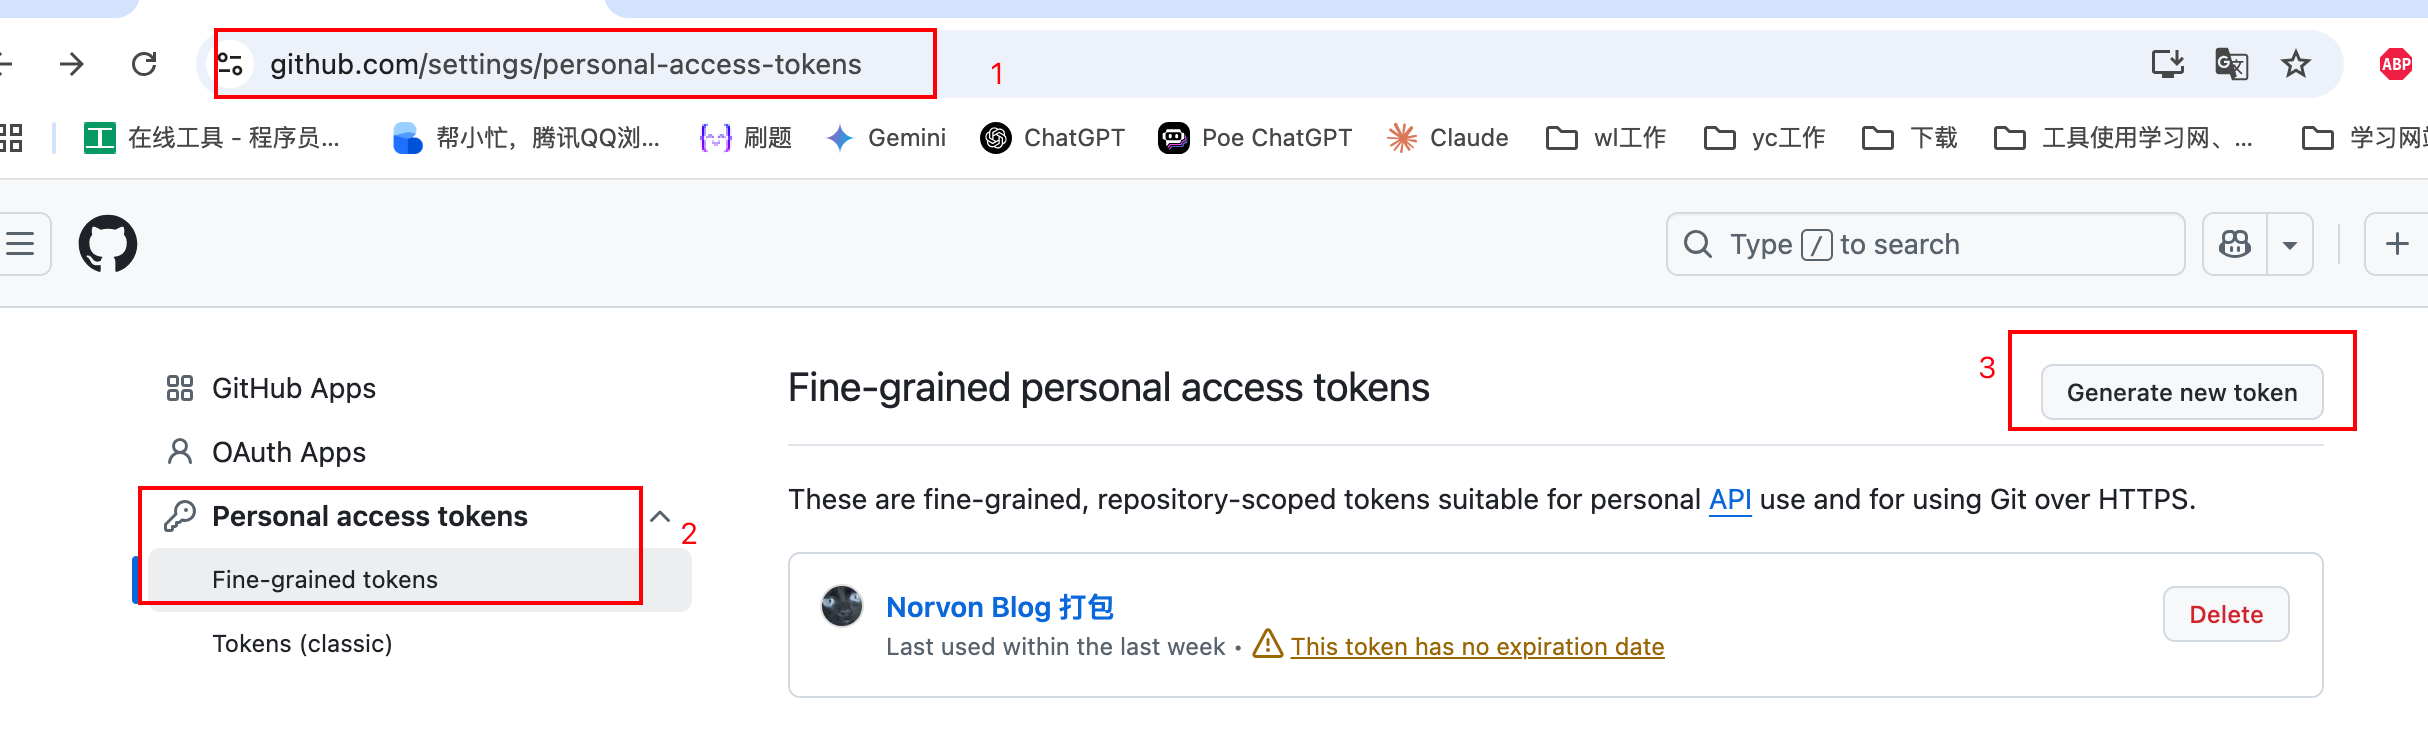 github.com/settings/personal-access-tokens
1
ABP
在线工具 - 程序员...
帮小忙，腾讯QQ浏...
刷题
Gemini
ChatGPT
Poe ChatGPT
Claude
wl工作
yc工作
下载
工具使用学习网、...
学习网站
Type / to search
GitHub Apps
OAuth Apps
Personal access tokens
2
Fine-grained tokens
Tokens (classic)
Fine-grained personal access tokens
3
Generate new token
These are fine-grained, repository-scoped tokens suitable for personal API use and for using Git over HTTPS.
Norvon Blog 打包
Last used within the last week • This token has no expiration date
Delete